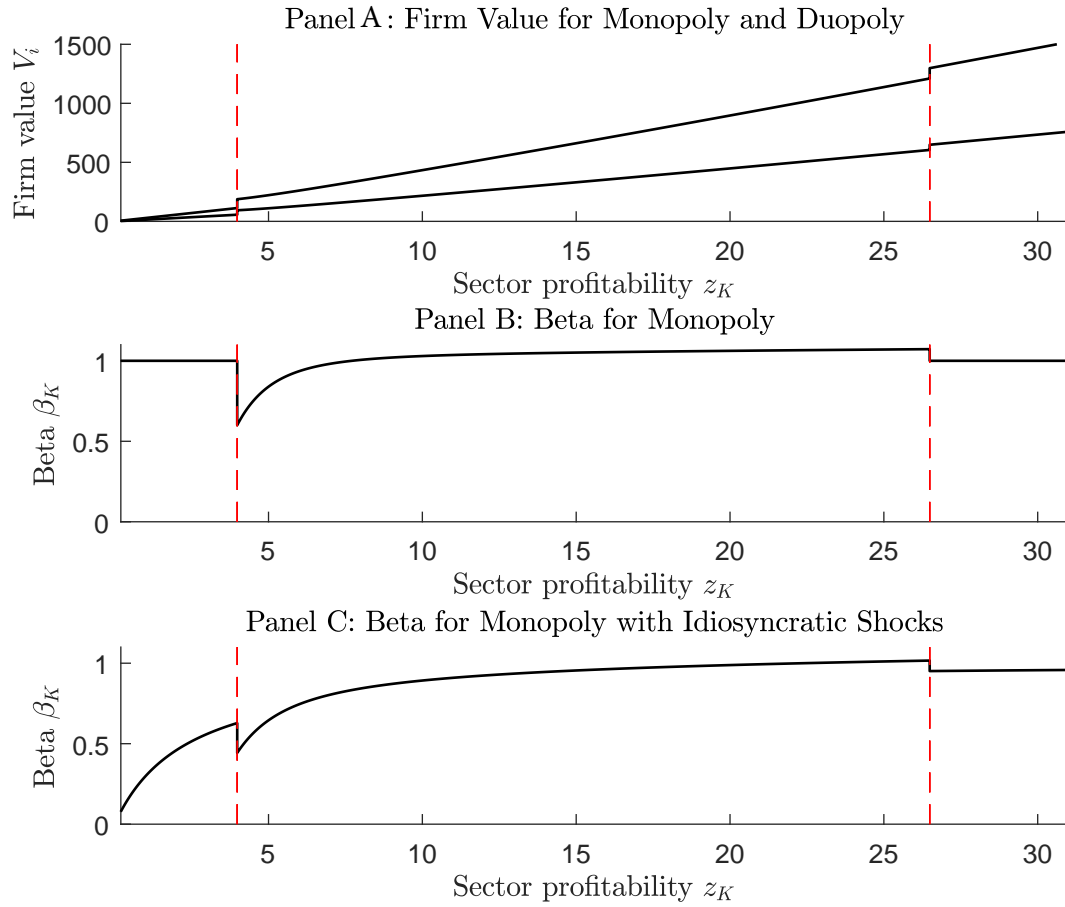 Panel A: Firm Value for Monopoly and Duopoly
Firm value V_i
1500
1000
500
0
5 10 15 20 25 30
Sector profitability z_K
Panel B: Beta for Monopoly
Beta β_K
1
0.5
0
5 10 15 20 25 30
Sector profitability z_K
Panel C: Beta for Monopoly with Idiosyncratic Shocks
Beta β_K
1
0.5
0
5 10 15 20 25 30
Sector profitability z_K